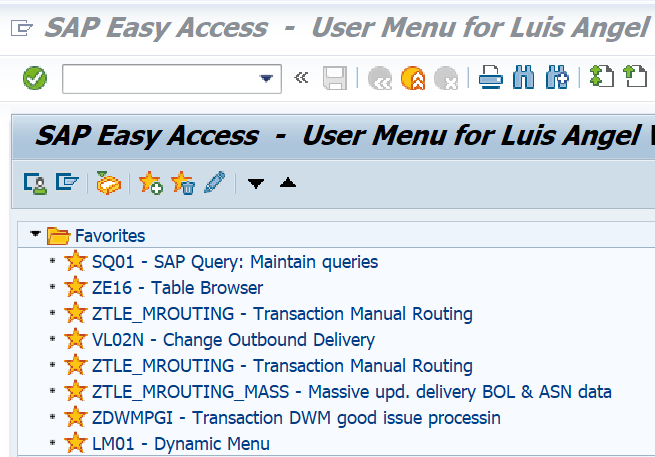 SAP Easy Access - User Menu for Luis Angel
SAP Easy Access - User Menu for Luis Angel
Favorites
SQ01 - SAP Query: Maintain queries
ZE16 - Table Browser
ZTLE_MROUTING - Transaction Manual Routing
VL02N - Change Outbound Delivery
ZTLE_MROUTING - Transaction Manual Routing
ZTLE_MROUTING_MASS - Massive upd. delivery BOL & ASN data
ZDWMPGI - Transaction DWM good issue processin
LM01 - Dynamic Menu